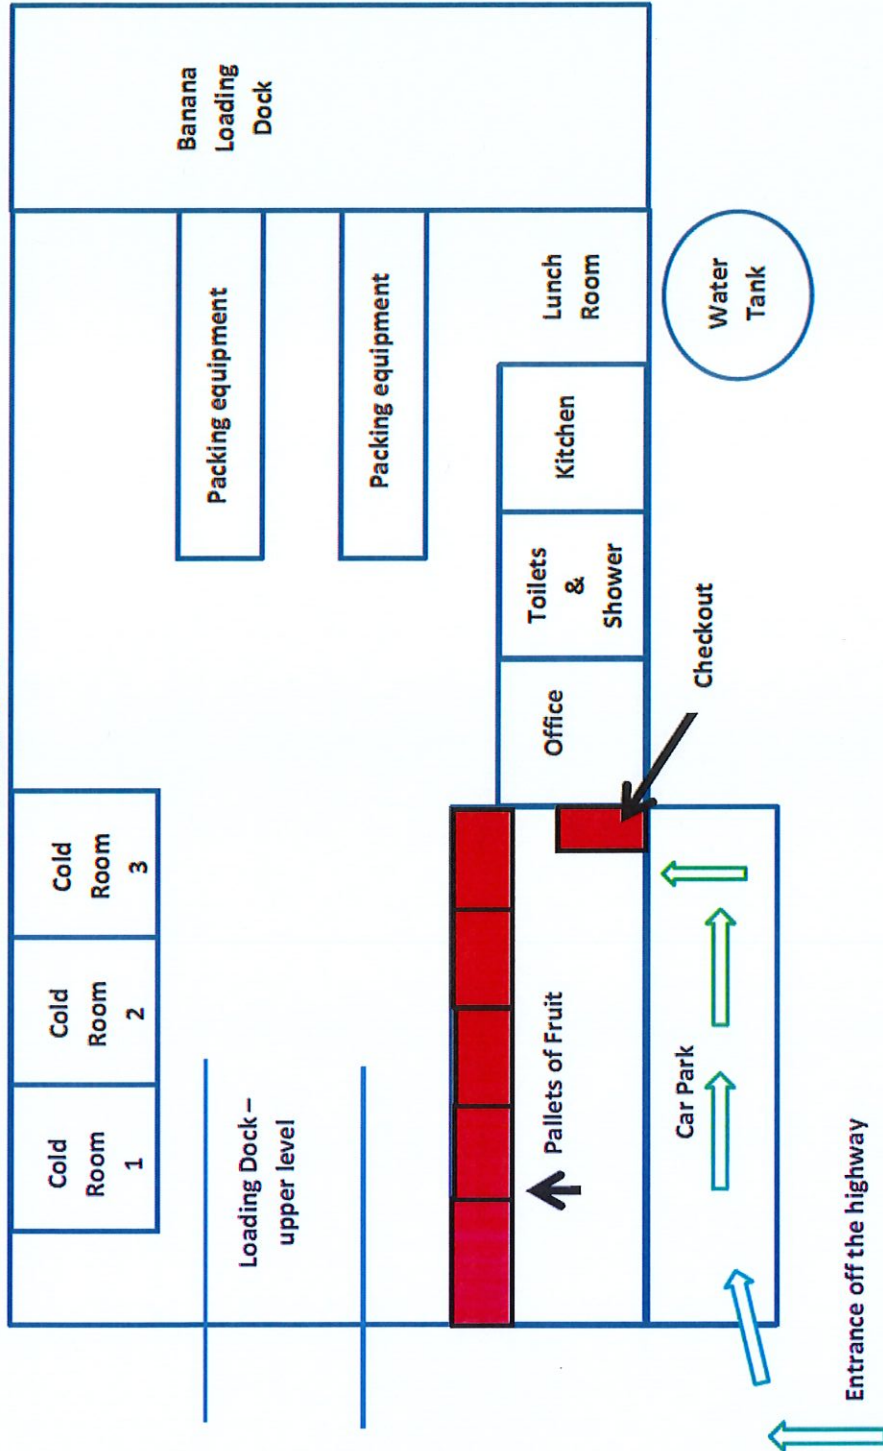 Cold
Room
1
Cold
Room
2
Cold
Room
3
Banana
Loading
Dock
Packing equipment
Packing equipment
Loading Dock –
upper level
Pallets of Fruit
Office
Toilets
&
Shower
Kitchen
Lunch
Room
Water
Tank
Checkout
Car Park
Entrance off the highway